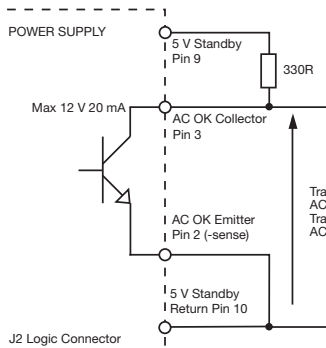 POWER SUPPLY
5 V Standby
Pin 9
330R
Max 12 V 20 mA
AC OK Collector
Pin 3
AC OK Emitter
Pin 2 (-sense)
5 V Standby
Return Pin 10
J2 Logic Connector
Tra
AC
Tra
AC